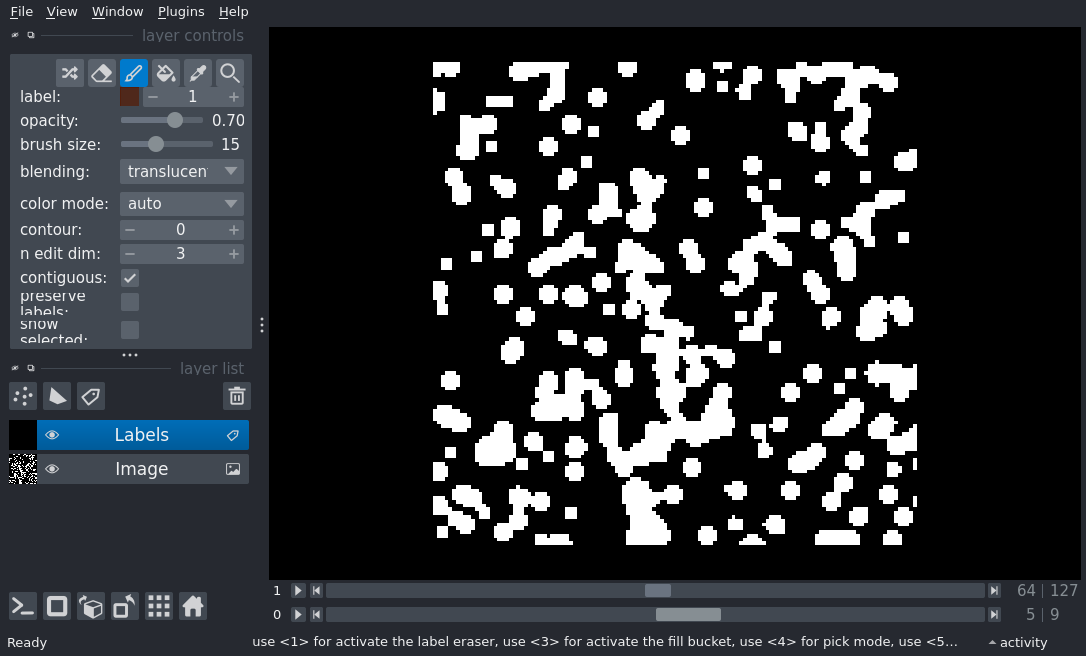 File View Window Plugins Help
layer controls
label: 1
opacity: 0.70
brush size: 15
blending: translucen
color mode: auto
contour: 0
n edit dim: 3
contiguous:
preserve
labels:
show
selected:
layer list
Labels
Image
1 64 | 127
0 5 | 9
Ready use <1> for activate the label eraser, use <3> for activate the fill bucket, use <4> for pick mode, use <5... activity